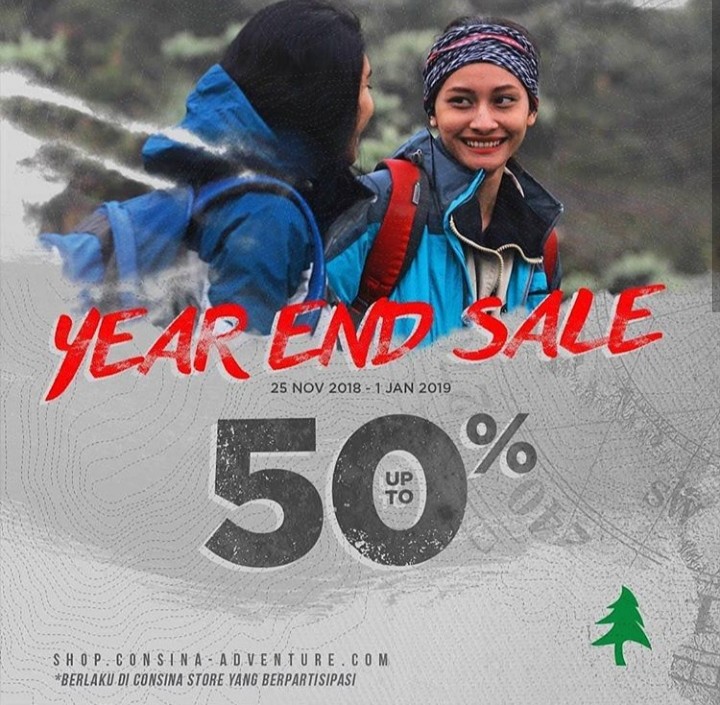 YEAR END SALE
25 NOV 2018 - 1 JAN 2019
50%
UP
TO
SHOP.CONSINA-ADVENTURE.COM
*BERLAKU DI CONSINA STORE YANG BERPARTISIPASI